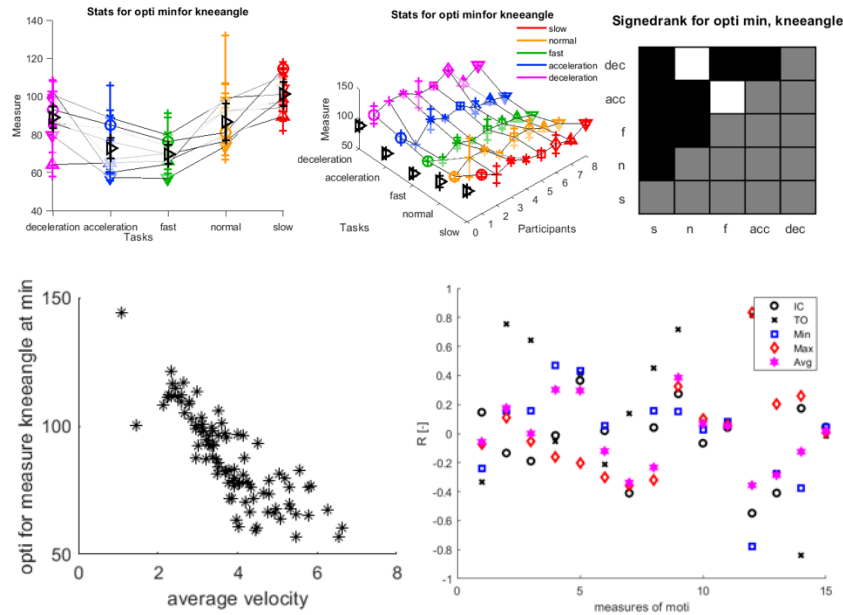 Stats for opti minfor kneeangle
140
120
100
80
60
40
Measure
deceleration
acceleration
fast
normal
slow
Tasks
Stats for opti minfor kneeangle
slow
normal
fast
acceleration
deceleration
150
100
50
Measure
deceleration
acceleration
fast
normal
slow
Tasks
0
1
2
3
4
5
6
7
8
Participants
Signedrank for opti min, kneeangle
dec
acc
f
n
s
s n f acc dec
150
100
50
opti for measure kneeangle at min
0 2 4 6 8
average velocity
1
0.8
0.6
0.4
0.2
0
-0.2
-0.4
-0.6
-0.8
-1
R [-]
IC
TO
Min
Max
Avg
0 5 10 15
measures of moti